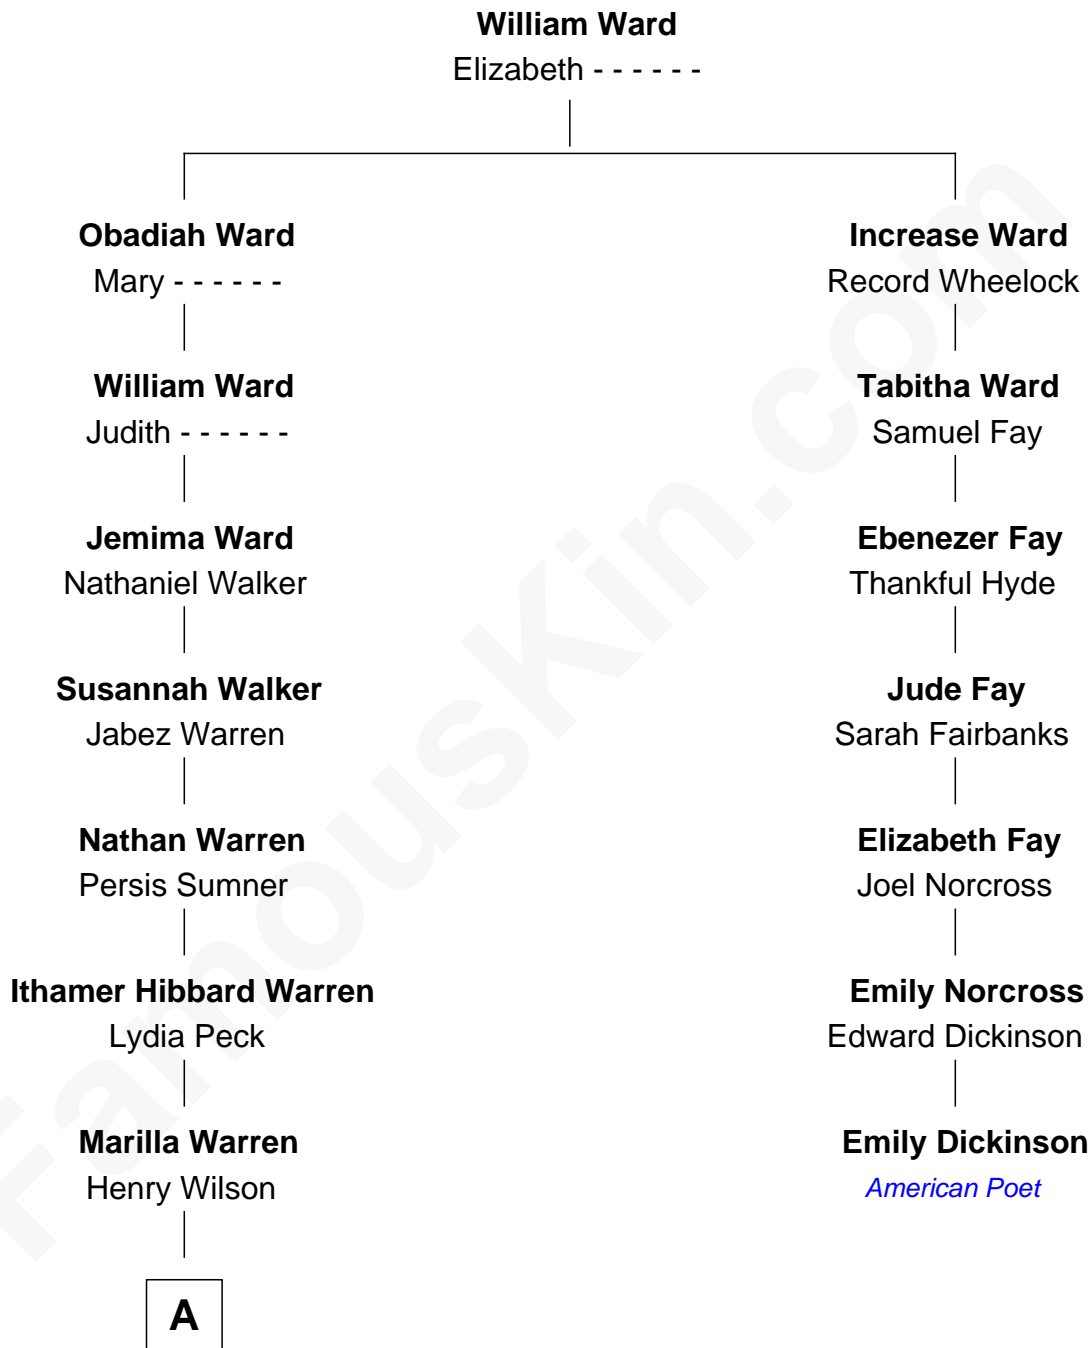 William Ward
Elizabeth - - - - - -
Obadiah Ward
Mary - - - - - -
William Ward
Judith - - - - - -
Jemima Ward
Nathaniel Walker
Susannah Walker
Jabez Warren
Nathan Warren
Persis Sumner
Ithamer Hibbard Warren
Lydia Peck
Marilla Warren
Henry Wilson
A
Increase Ward
Record Wheelock
Tabitha Ward
Samuel Fay
Ebenezer Fay
Thankful Hyde
Jude Fay
Sarah Fairbanks
Elizabeth Fay
Joel Norcross
Emily Norcross
Edward Dickinson
Emily Dickinson
American Poet
FamousKin.com